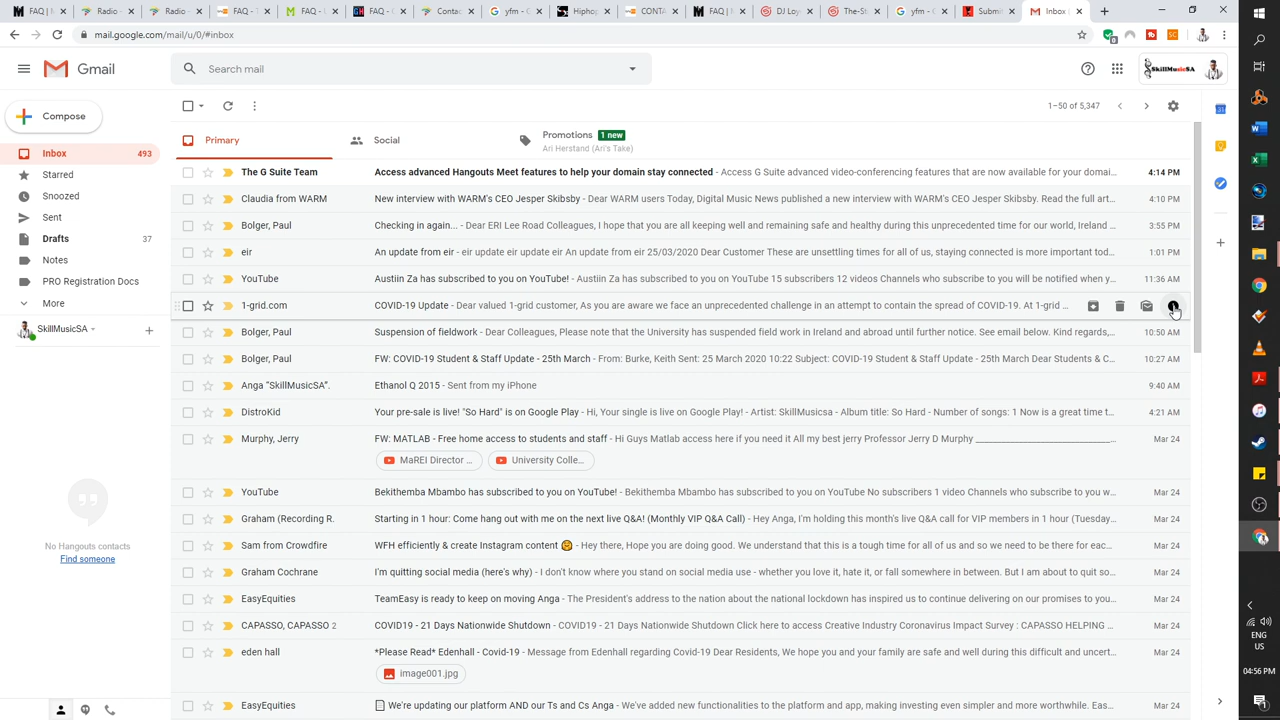 FAQ | M
Radio -
Radio -
FAQ - T
FAQ | M
FAQ - G
Contac
FAQ - C
yfm - G
Hiphop
CONTA
FAQ | M
DJ Lov
The-St
yfm - G
Submi
Inbox (
mail.google.com/mail/u/0/#inbox
Gmail
Search mail
SkillMusicSA
Compose
1–50 of 5,347
Primary
Social
Promotions 1 new
Ari Herstand (Ari's Take)
Inbox 493
Starred
Snoozed
Sent
Drafts 37
Notes
PRO Registration Docs
More
SkillMusicSA
No Hangouts contacts
Find someone
The G Suite Team Access advanced Hangouts Meet features to help your domain stay connected - Access G Suite advanced video-conferencing features that are now available for your domai... 4:14 PM
Claudia from WARM New interview with WARM's CEO Jesper Skibsby - Dear WARM users Today, Digital Music News published a new interview with WARM's CEO Jesper Skibsby. Read the full art... 4:10 PM
Bolger, Paul Checking in again... - Dear ERI Lee Road Colleagues, I hope that you are all keeping well and remaining safe and healthy during this unprecedented time for our world, Ireland ... 3:55 PM
eir An update from eir - eir update eir update eir An update from eir 25/03/2020 Dear Customer These are unsettling times for all of us, staying connected is more important tod... 1:01 PM
YouTube Austiin Za has subscribed to you on YouTube! - Austiin Za has subscribed to you on YouTube 15 subscribers 12 videos Channels who subscribe to you will be notified when y... 11:36 AM
1-grid.com COVID-19 Update - Dear valued 1-grid customer, As you are aware we face an unprecedented challenge in an attempt to contain the spread of COVID-19. At 1-grid ...
Bolger, Paul Suspension of fieldwork - Dear Colleagues, Please note that the University has suspended field work in Ireland and abroad until further notice. See email below. Kind regards,... 10:50 AM
Bolger, Paul FW: COVID-19 Student & Staff Update - 25th March - From: Burke, Keith Sent: 25 March 2020 10:22 Subject: COVID-19 Student & Staff Update - 25th March Dear Students & C... 10:27 AM
Anga “SkillMusicSA”. Ethanol Q 2015 - Sent from my iPhone 9:40 AM
DistroKid Your pre-sale is live! "So Hard" is on Google Play! - Hi, Your single is live on Google Play! - Artist: SkillMusicsa - Album title: So Hard - Number of songs: 1 Now is a great time t... 4:21 AM
Murphy, Jerry FW: MATLAB - Free home access to students and staff - Hi Guys Matlab access here if you need it All my best jerry Professor Jerry D Murphy ... Mar 24
MaREI Director ... University Colle...
YouTube Bekithemba Mbambo has subscribed to you on YouTube! - Bekithemba Mbambo has subscribed to you on YouTube No subscribers 1 video Channels who subscribe to you w... Mar 24
Graham (Recording R. Starting in 1 hour: Come hang out with me on the next live Q&A! (Monthly VIP Q&A Call) - Hey Anga, I'm holding this month's live Q&A call for VIP members in 1 hour (Tuesday... Mar 24
Sam from Crowdfire WFH efficiently & create Instagram content - Hey there, Hope you are doing good. We understand that this is a tough time for all of us and so we need to be there for eac... Mar 24
Graham Cochrane I'm quitting social media (here's why) - I don't know where you stand on social media use - whether you love it, hate it, or fall somewhere in between. But I am about to quit so... Mar 24
EasyEquities TeamEasy is ready to keep on moving Anga - The President's address to the nation about the national lockdown has inspired us to continue delivering on our promises to you... Mar 24
CAPASSO, CAPASSO 2 COVID19 - 21 Days Nationwide Shutdown - COVID19 - 21 Days Nationwide Shutdown Click here to access Creative Industry Coronavirus Impact Survey : CAPASSO HELPING ... Mar 24
eden hall *Please Read* Edenhall - Covid-19 - Message from Edenhall regarding Covid-19 Dear Residents, We hope you and your family are safe and well during this difficult and uncert... Mar 24
image001.jpg
EasyEquities We're updating our platform AND our Ts and Cs Anga - We've added new functionalities to the platform and app, making investing even simpler and more worthwhile. Ever... Mar 24
ENG
US
04:56 PM